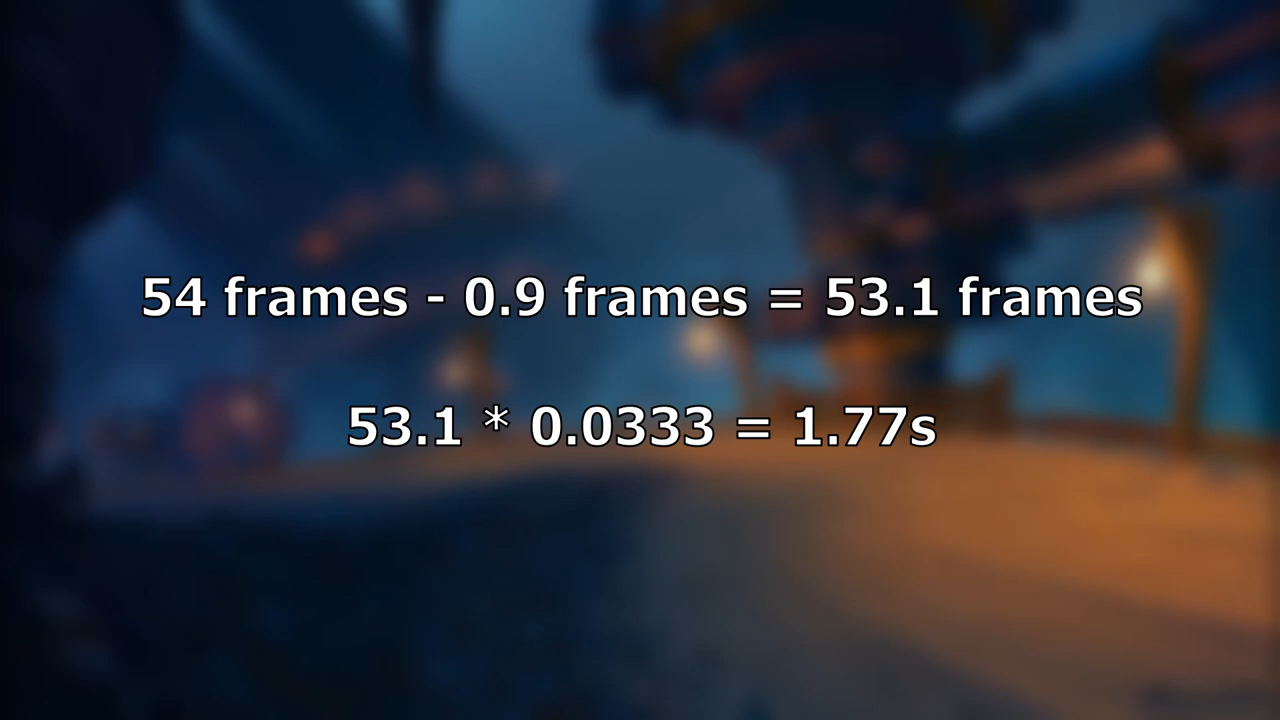 54 frames - 0.9 frames = 53.1 frames
53.1 * 0.0333 = 1.77s